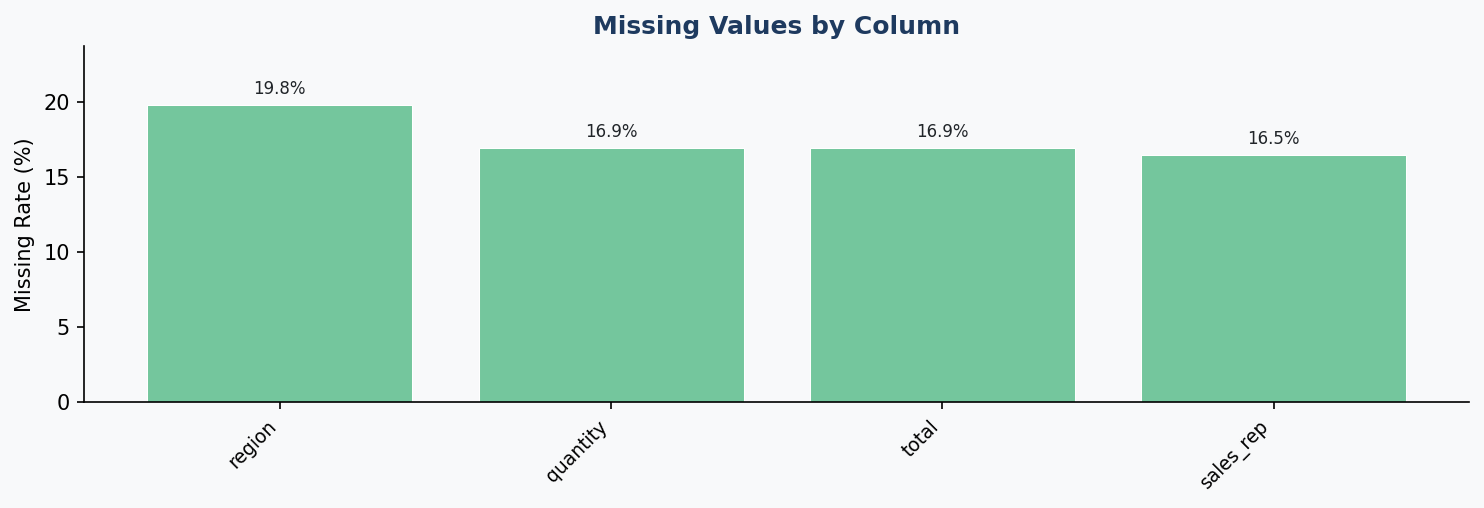 Missing Values by Column
Missing Rate (%)
20
15
10
5
0
19.8%
16.9%
16.9%
16.5%
region
quantity
total
sales_rep